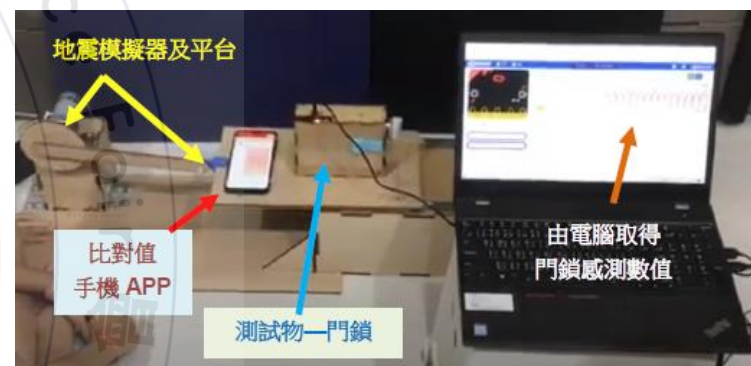 地震模擬器及平台
比對值
手機 APP
測試物—門鎖
由電腦取得
門鎖感測數值